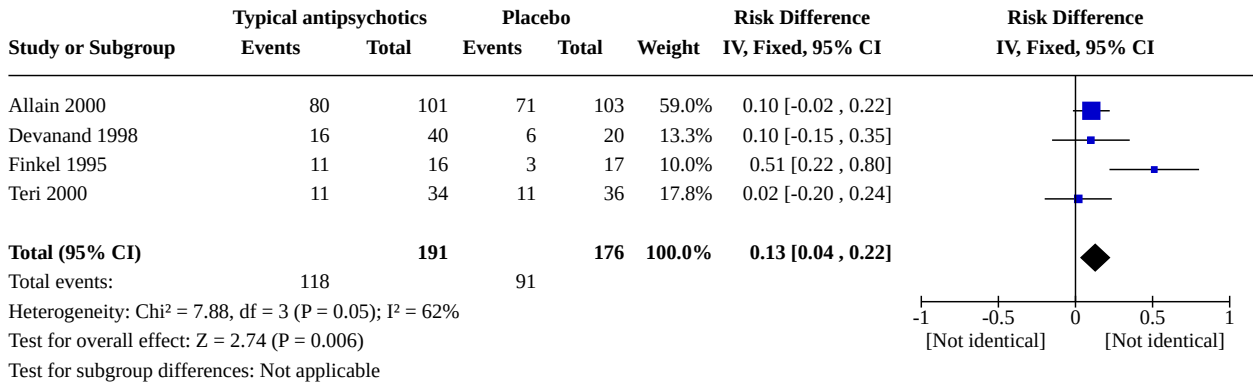 Typical antipsychotics Placebo Risk Difference Risk Difference
Study or Subgroup Events Total Events Total Weight IV, Fixed, 95% CI IV, Fixed, 95% CI
Allain 2000 80 101 71 103 59.0% 0.10 [-0.02 , 0.22]
Devanand 1998 16 40 6 20 13.3% 0.10 [-0.15 , 0.35]
Finkel 1995 11 16 3 17 10.0% 0.51 [0.22 , 0.80]
Teri 2000 11 34 11 36 17.8% 0.02 [-0.20 , 0.24]
Total (95% CI) 191 176 100.0% 0.13 [0.04 , 0.22]
Total events: 118 91
Heterogeneity: Chi² = 7.88, df = 3 (P = 0.05); I² = 62%
-1 -0.5 0 0.5 1
Test for overall effect: Z = 2.74 (P = 0.006) [Not identical] [Not identical]
Test for subgroup differences: Not applicable